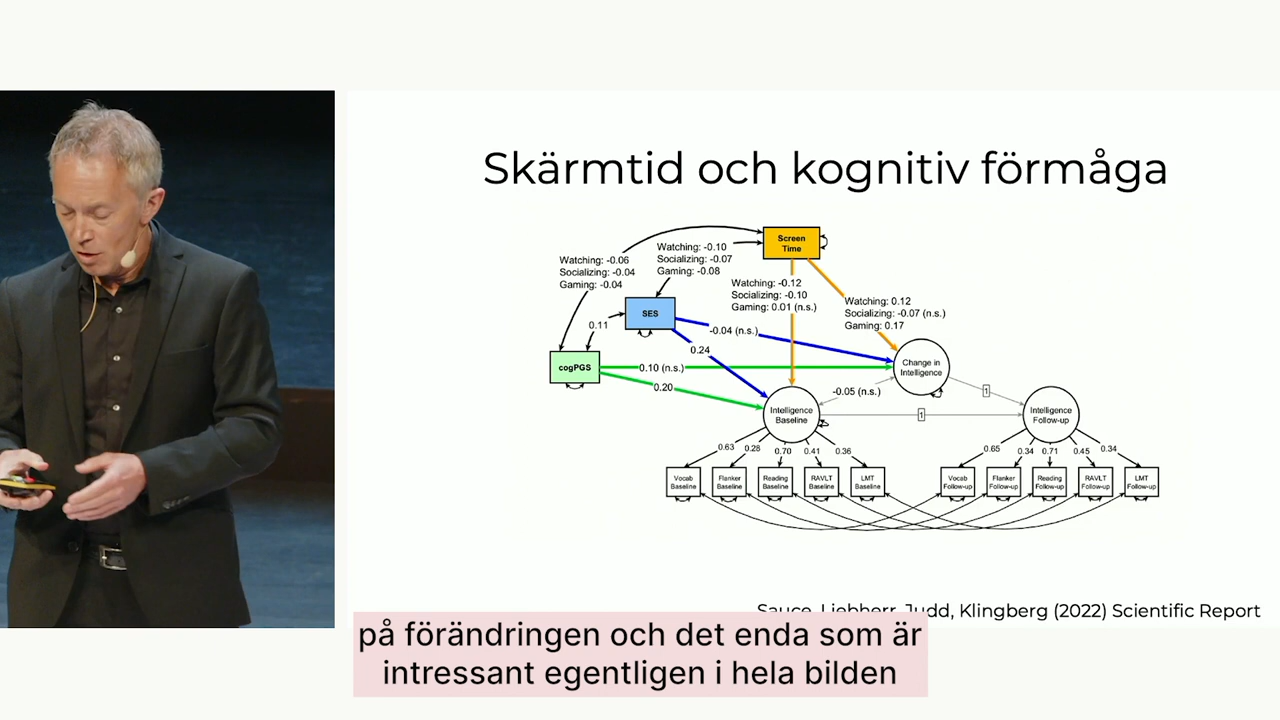 Skärmtid och kognitiv förmåga
Screen
Time
Watching: -0.10
Socializing: -0.07
Gaming: -0.08
Watching: -0.06
Socializing: -0.04
Gaming: -0.04
Watching: -0.12
Socializing: -0.10
Gaming: 0.01 (n.s.)
Watching: 0.12
Socializing: -0.07 (n.s.)
Gaming: 0.17
SES
0.11
-0.04 (n.s.)
0.24
cogPGS
0.10 (n.s.)
0.20
Change in
Intelligence
-0.05 (n.s.)
1
Intelligence
Baseline
1
Intelligence
Follow-up
0.63
0.28
0.70
0.41
0.36
0.65
0.34
0.71
0.45
0.34
Vocab
Baseline
Flanker
Baseline
Reading
Baseline
RAVLT
Baseline
LMT
Baseline
Vocab
Follow-up
Flanker
Follow-up
Reading
Follow-up
RAVLT
Follow-up
LMT
Follow-up
Sauce, Liebherr, Judd, Klingberg (2022) Scientific Report
på förändringen och det enda som är
intressant egentligen i hela bilden